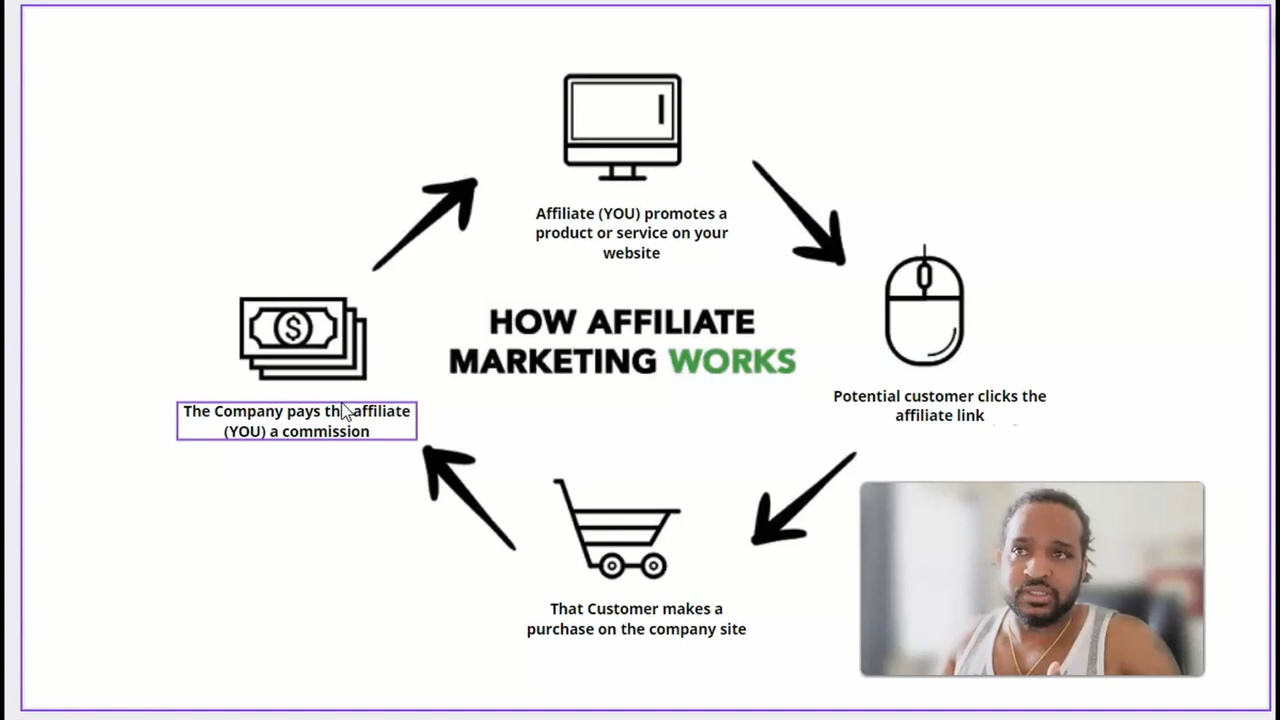 Affiliate (YOU) promotes a
product or service on your
website
HOW AFFILIATE
MARKETING WORKS
Potential customer clicks the
affiliate link
The Company pays the affiliate
(YOU) a commission
That Customer makes a
purchase on the company site